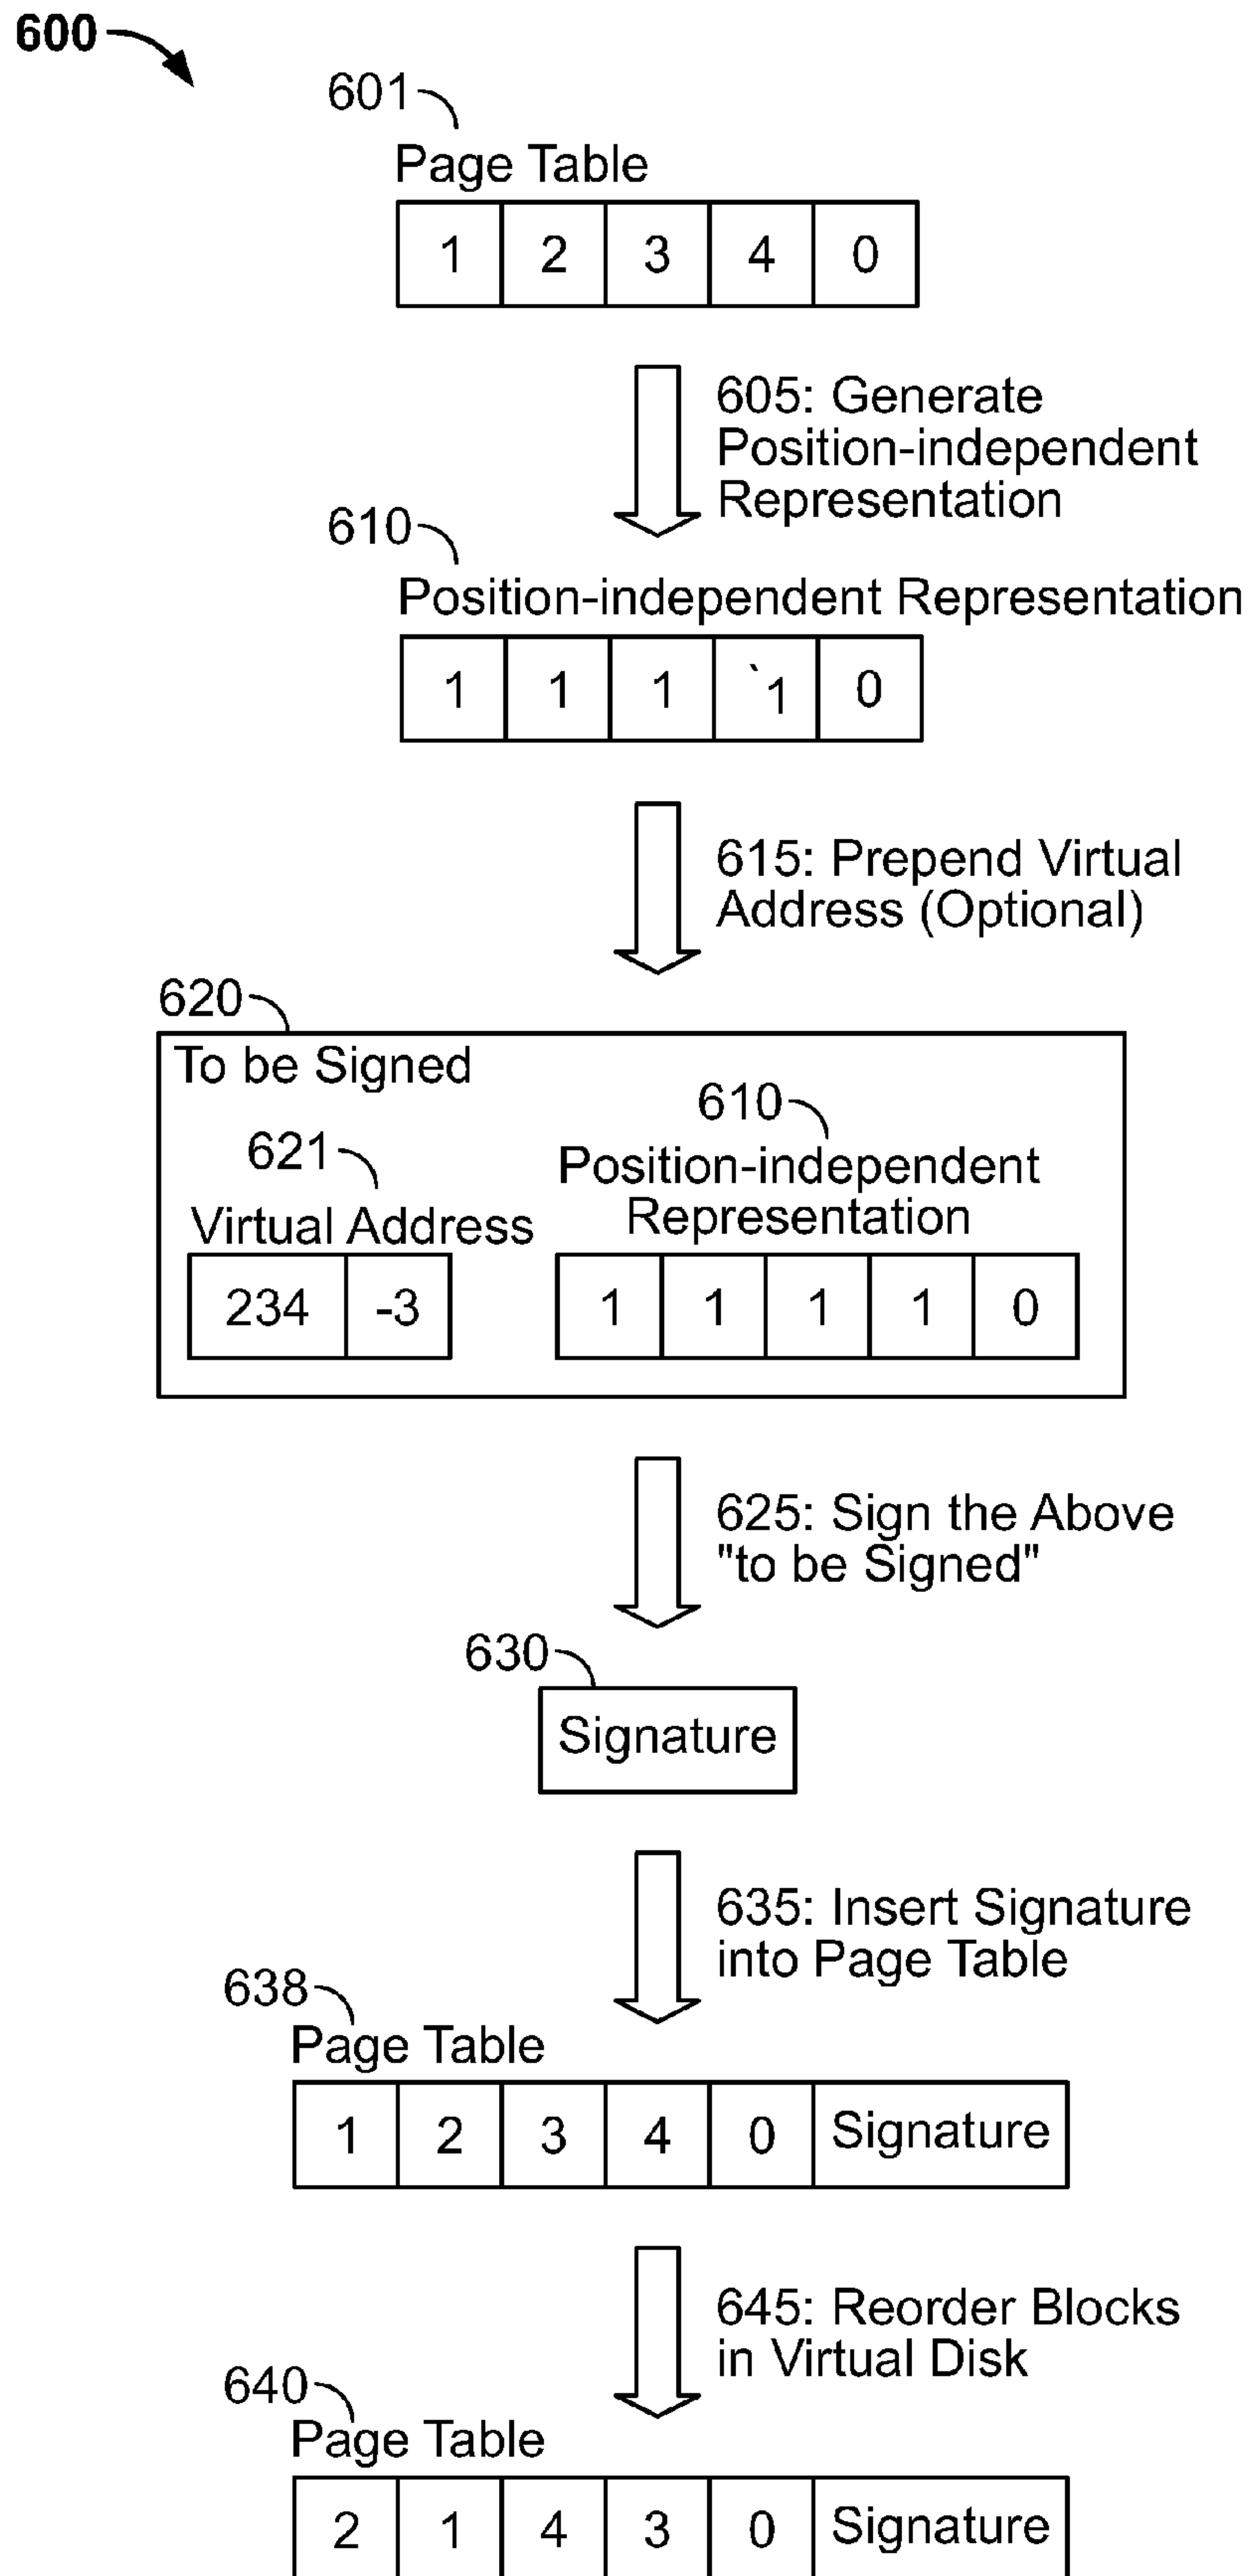 600
601
Page Table
1 2 3 4 0
605: Generate
Position-independent
Representation
610
Position-independent Representation
1 1 1 `1 0
615: Prepend Virtual
Address (Optional)
620
To be Signed
610
621
Position-independent
Representation
Virtual Address
234 -3
1 1 1 1 0
625: Sign the Above
"to be Signed"
630
Signature
635: Insert Signature
into Page Table
638
Page Table
1 2 3 4 0 Signature
645: Reorder Blocks
in Virtual Disk
640
Page Table
2 1 4 3 0 Signature